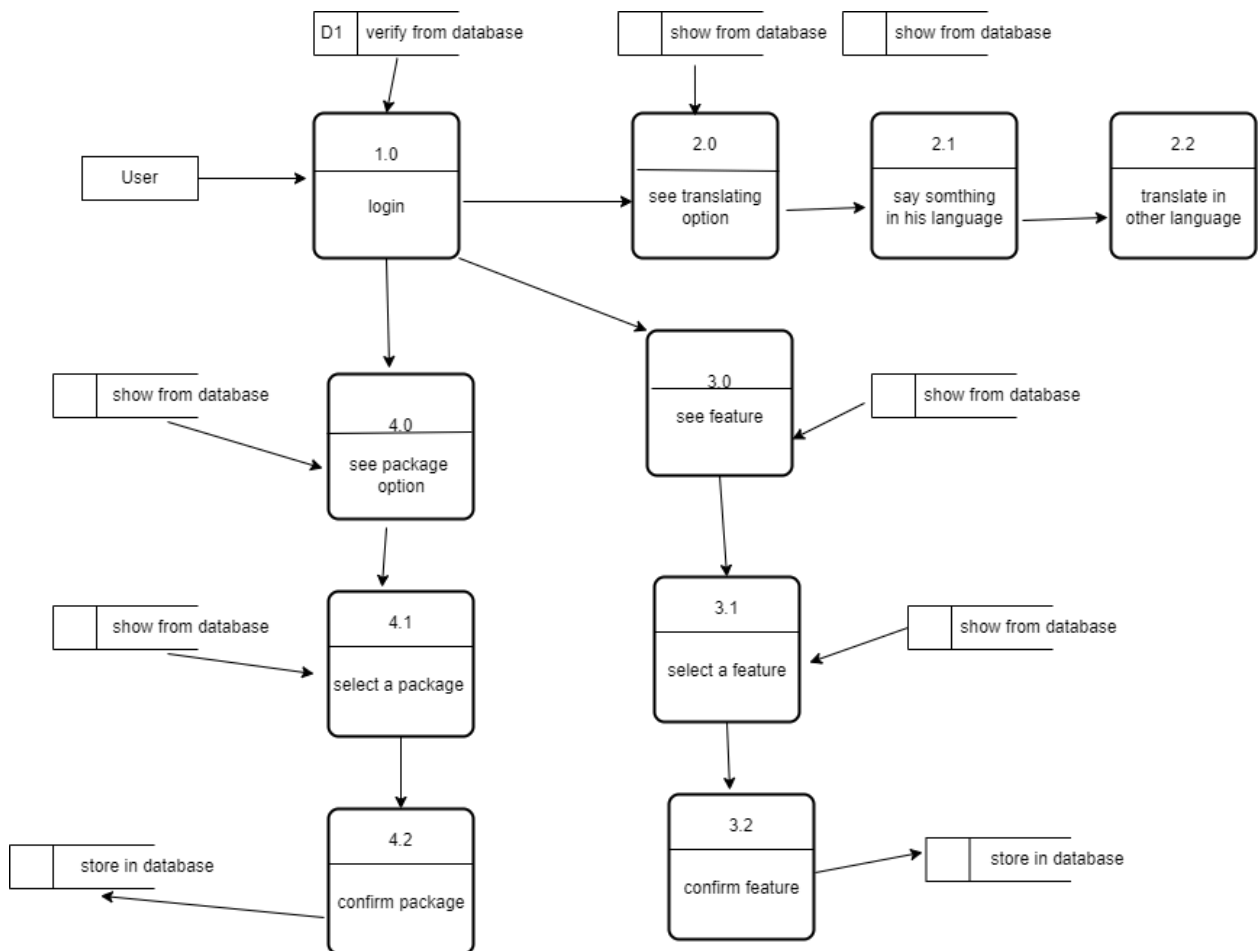 D1 verify from database
show from database
show from database
1.0
2.0
2.1
2.2
User
login
see translating
option
say somthing
in his language
translate in
other language
show from database
4.0
see package
option
3.0
see feature
show from database
show from database
4.1
select a package
3.1
select a feature
show from database
4.2
confirm package
store in database
3.2
confirm feature
store in database